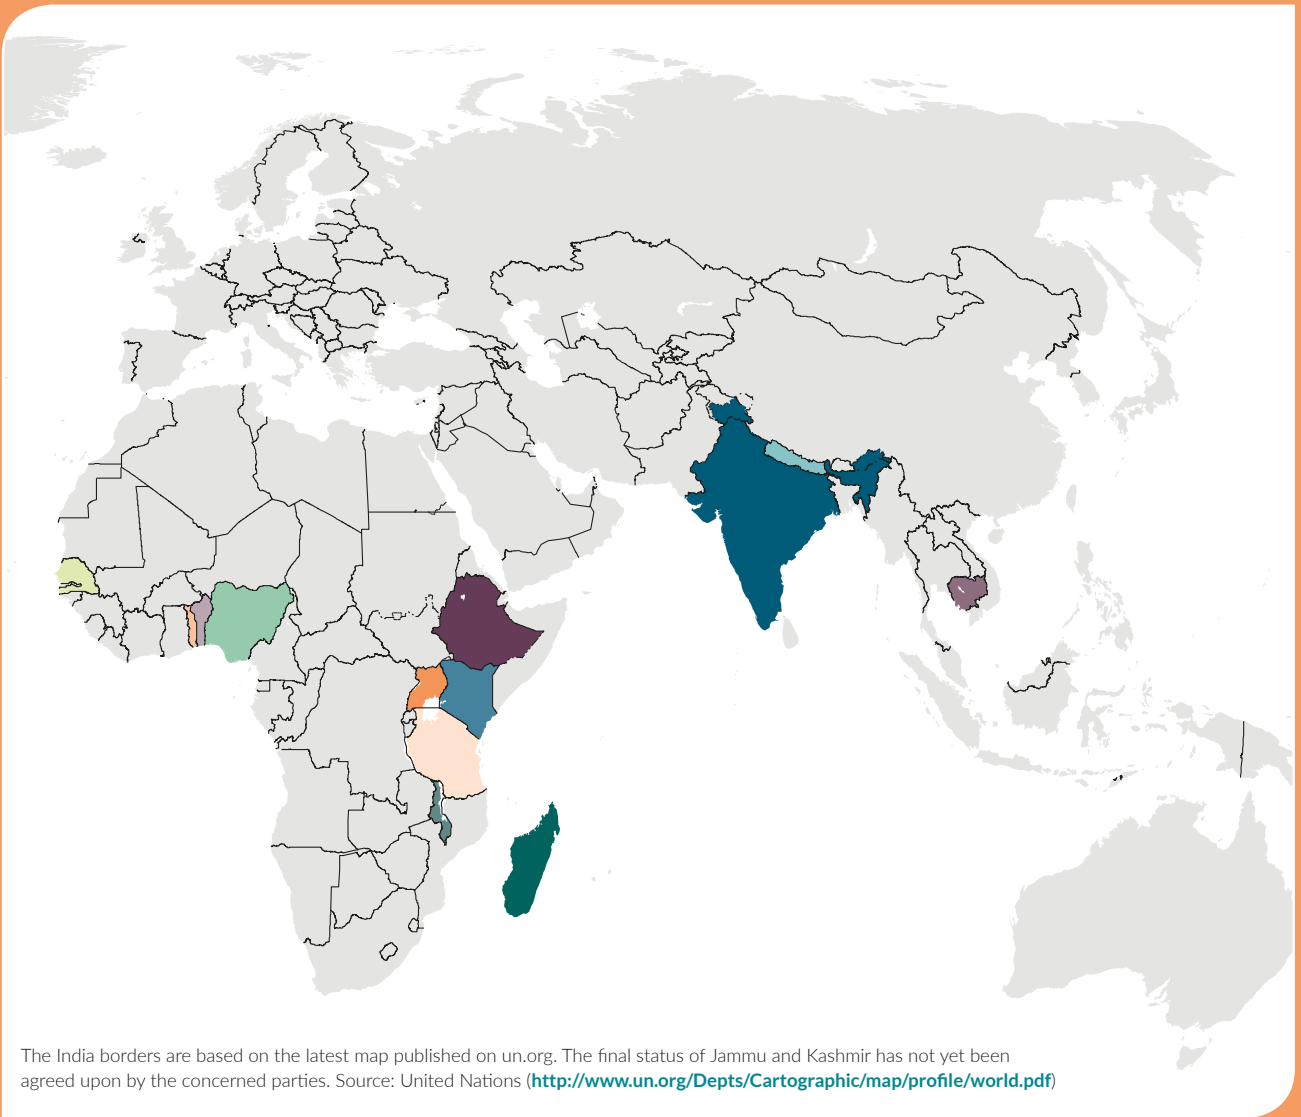 The India borders are based on the latest map published on un.org. The final status of Jammu and Kashmir has not yet been
agreed upon by the concerned parties. Source: United Nations (http://www.un.org/Depts/Cartographic/map/profile/world.pdf)